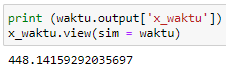 print (waktu.output['x_waktu'])
x_waktu.view(sim = waktu)
448.14159292035697